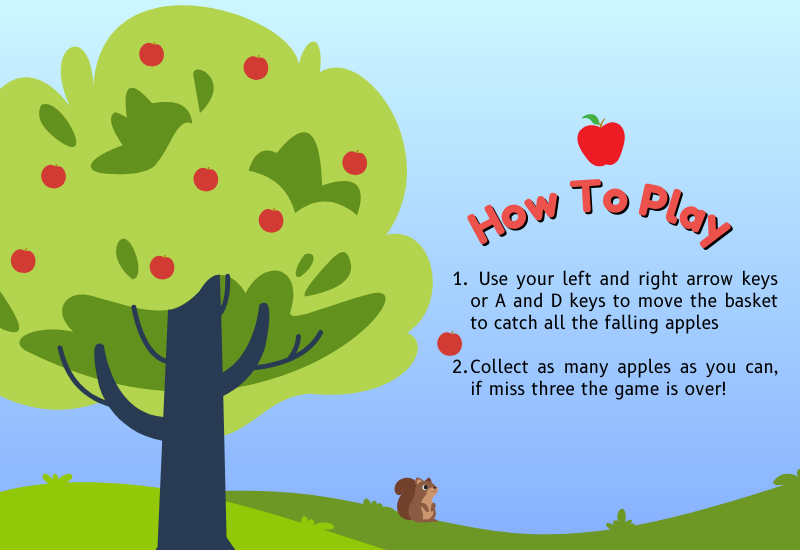 How To Play
1. Use your left and right arrow keys
or A and D keys to move the basket
to catch all the falling apples
2. Collect as many apples as you can,
if miss three the game is over!